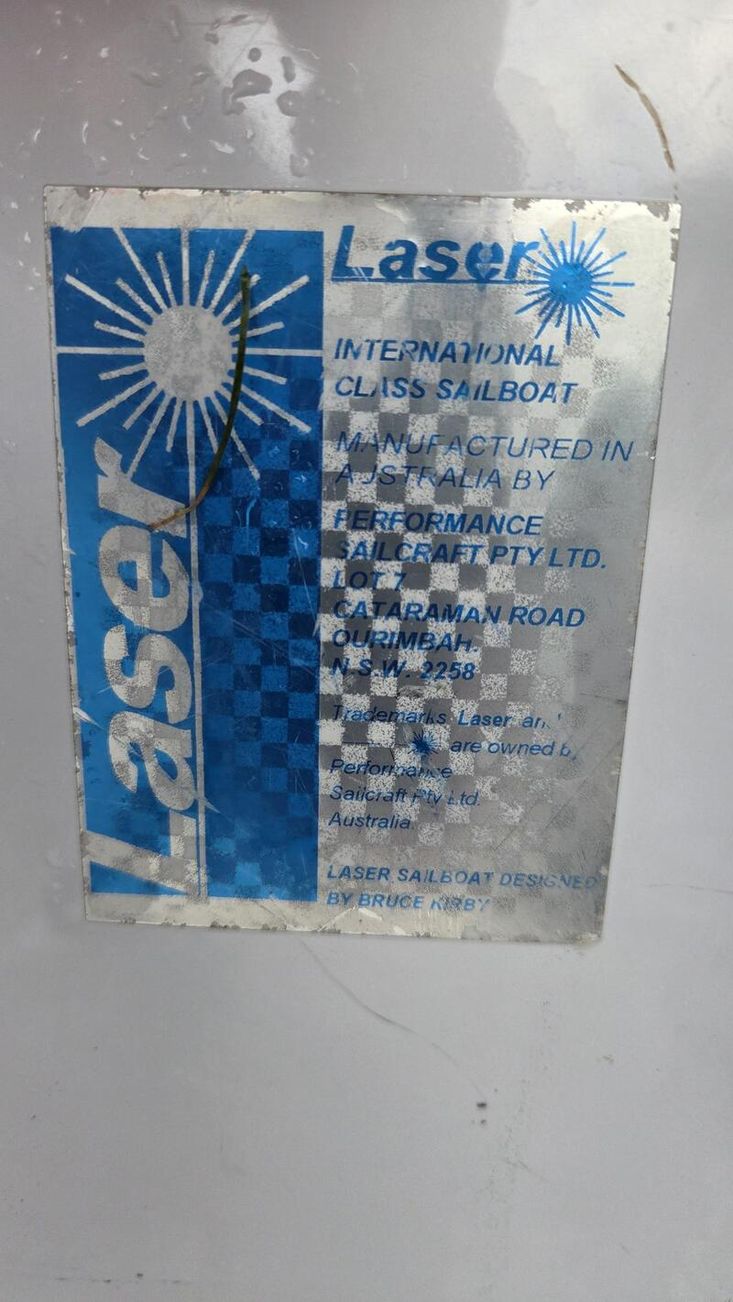 Laser
Laser
INTERNATIONAL
CLASS SAILBOAT
MANUFACTURED IN
AUSTRALIA BY
PERFORMANCE
SAILCRAFT PTY LTD.
LOT 7
CATARAMAN ROAD
OURIMBAH.
N.S.W. 2258
Trademarks Laser and
are owned by
Performance
Sailcraft Pty Ltd.
Australia.
LASER SAILBOAT DESIGNED
BY BRUCE KIRBY